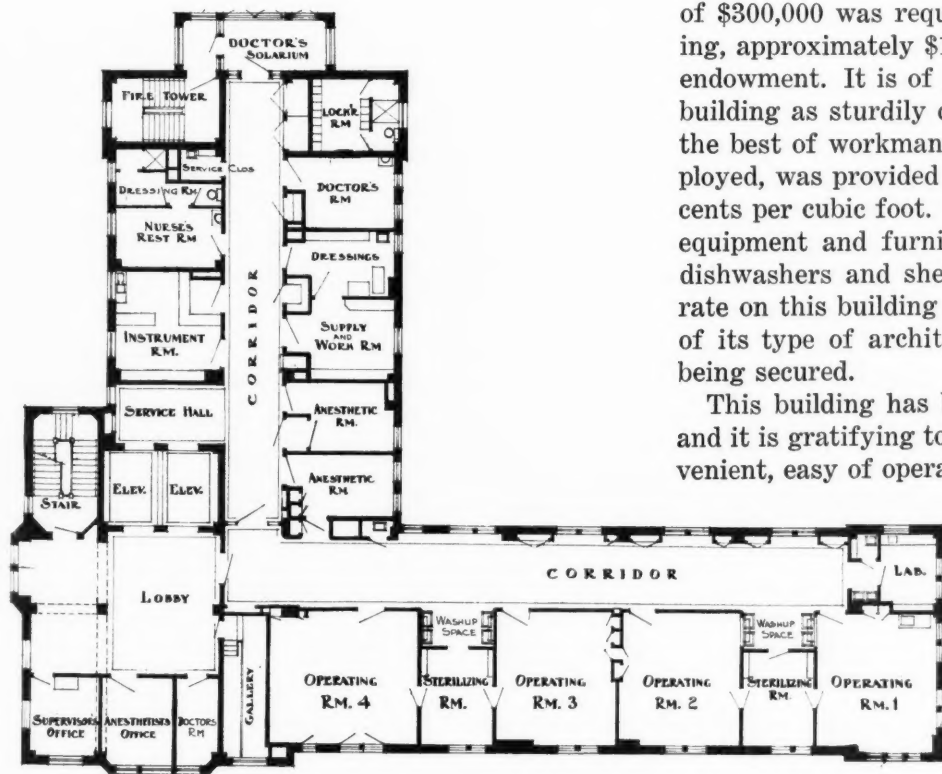 of $300,000 was requ
ing, approximately $
endowment. It is of
building as sturdily c
the best of workman
ployed, was provided
cents per cubic foot.
equipment and furni
dishwashers and she
rate on this building
of its type of archit
being secured.
This building has
and it is gratifying to
venient, easy of opera
DOCTOR'S
SOLARIUM
FIRE TOWER
LOCK'R
RM
SERVICE CLOS
DRESSING RM
DOCTOR'S
RM
NURSE'S
REST RM
DRESSINGS
CORRIDOR
INSTRUMENT
RM.
SUPPLY
AND
WORK RM
SERVICE HALL
ANESTHETIC
RM.
ELEV.
ELEV.
ANESTHETIC
RM
STAIR
LOBBY
CORRIDOR
LAB.
WASHUP
SPACE
WASHUP
SPACE
GALLERY
OPERATING
RM. 4
STERILIZING
RM.
OPERATING
RM. 3
OPERATING
RM. 2
STERILIZING
RM.
OPERATING
RM. 1
SUPERVISORS
OFFICE
ANESTHETISTS
OFFICE
DOCTORS
RM